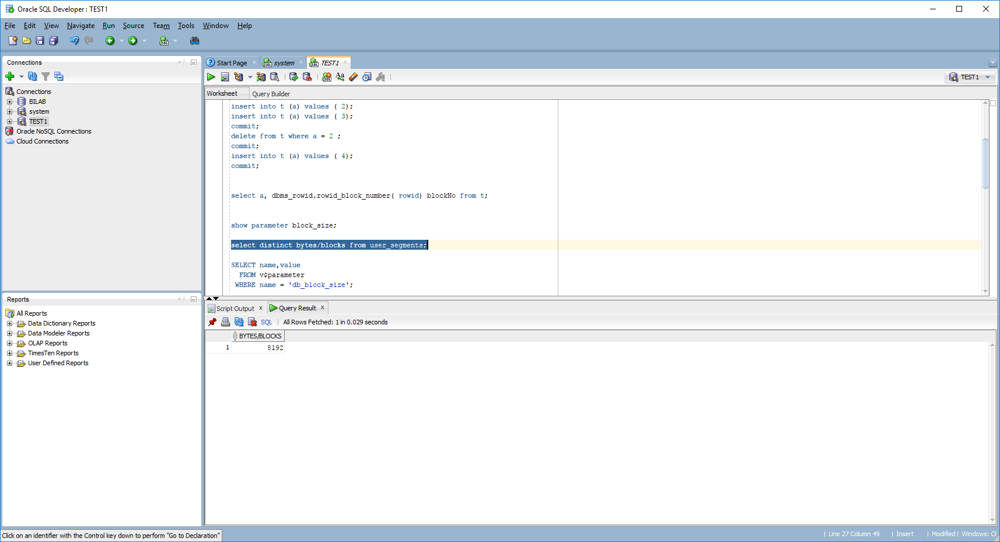 Oracle SQL Developer : TEST1
File Edit View Navigate Run Source Team Tools Window Help
Connections
Connections
BILAB
system
TEST1
Oracle NoSQL Connections
Cloud Connections
Reports
All Reports
Data Dictionary Reports
Data Modeler Reports
OLAP Reports
TimesTen Reports
User Defined Reports
Start Page system TEST1
TEST1
Worksheet Query Builder
insert into t (a) values ( 2);
insert into t (a) values ( 3);
commit;
delete from t where a = 2 ;
commit;
insert into t (a) values ( 4);
commit;
select a, dbms_rowid.rowid_block_number( rowid) blockNo from t;
show parameter block_size;
select distinct bytes/blocks from user_segments;
SELECT name,value
FROM v$parameter
WHERE name = 'db_block_size';
Script Output x Query Result x
SQL | All Rows Fetched: 1 in 0.029 seconds
BYTES/BLOCKS
1 8192
Click on an identifier with the Control key down to perform "Go to Declaration"
| Line 27 Column 49 | Insert | Modified | Windows: